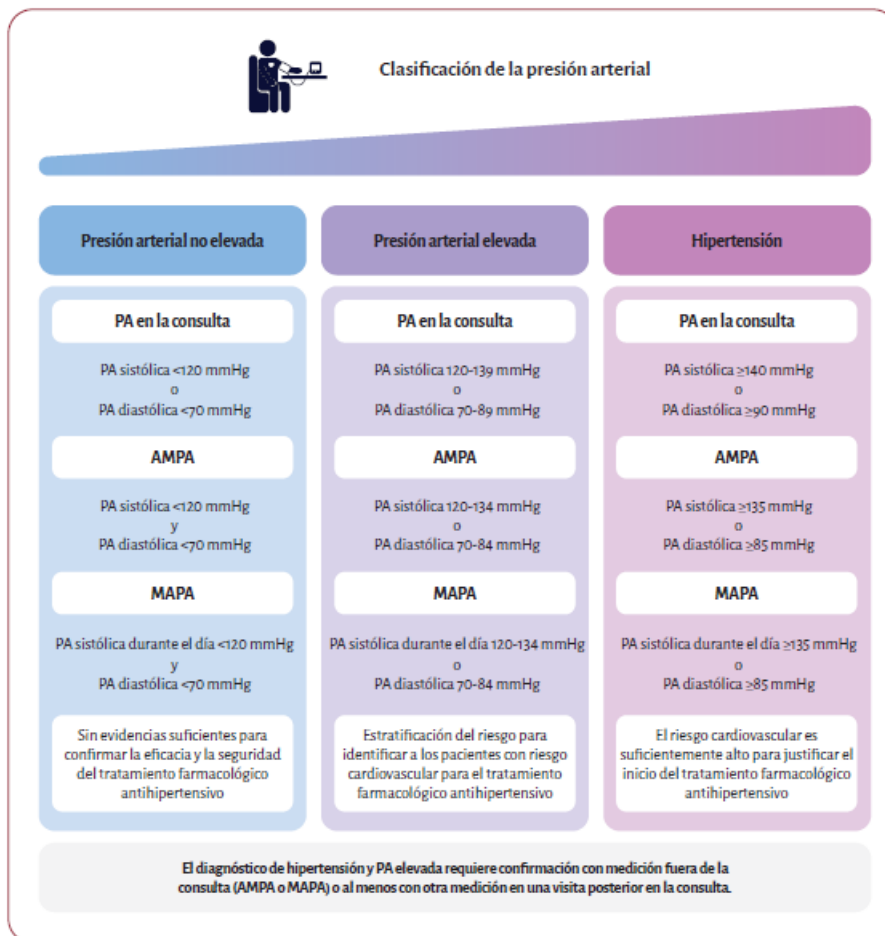 Clasificación de la presión arterial
Presión arterial no elevada
Presión arterial elevada
Hipertensión
PA en la consulta
PA sistólica <120 mmHg
o
PA diastólica <70 mmHg
AMPA
PA sistólica <120 mmHg
y
PA diastólica <70 mmHg
MAPA
PA sistólica durante el día <120 mmHg
y
PA diastólica <70 mmHg
Sin evidencias suficientes para
confirmar la eficacia y la seguridad
del tratamiento farmacológico
antihipertensivo
PA en la consulta
PA sistólica 120-139 mmHg
o
PA diastólica 70-89 mmHg
AMPA
PA sistólica 120-134 mmHg
o
PA diastólica 70-84 mmHg
MAPA
PA sistólica durante el día 120-134 mmHg
o
PA diastólica 70-84 mmHg
Estratificación del riesgo para
identificar a los pacientes con riesgo
cardiovascular para el tratamiento
farmacológico antihipertensivo
PA en la consulta
PA sistólica ≥140 mmHg
o
PA diastólica ≥90 mmHg
AMPA
PA sistólica ≥135 mmHg
o
PA diastólica ≥85 mmHg
MAPA
PA sistólica durante el día ≥135 mmHg
o
PA diastólica ≥85 mmHg
El riesgo cardiovascular es
suficientemente alto para justificar el
inicio del tratamiento farmacológico
antihipertensivo
El diagnóstico de hipertensión y PA elevada requiere confirmación con medición fuera de la
consulta (AMPA o MAPA) o al menos con otra medición en una visita posterior en la consulta.